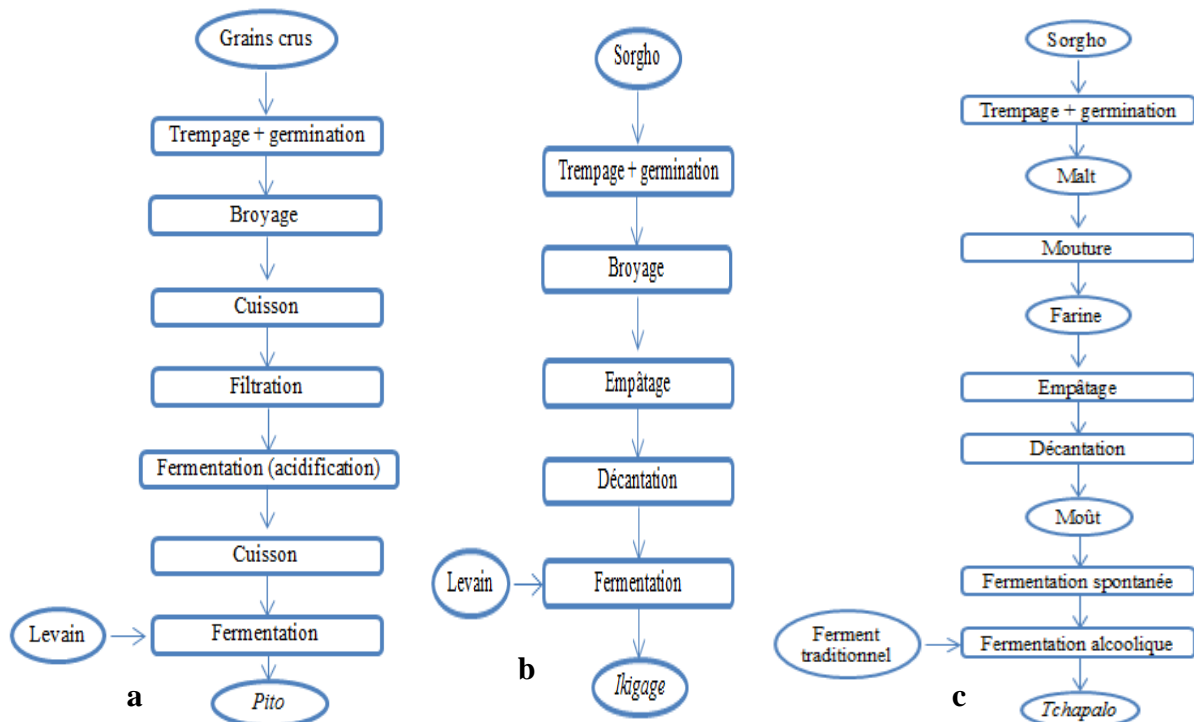 Grains crus
Trempage + germination
Broyage
Cuisson
Filtration
Fermentation (acidification)
Cuisson
Levain
Fermentation
Pito
a
Sorgho
Trempage + germination
Broyage
Empâtage
Décantation
Levain
Fermentation
Ikigage
b
Sorgho
Trempage + germination
Malt
Mouture
Farine
Empâtage
Décantation
Moût
Fermentation spontanée
Ferment
traditionnel
Fermentation alcoolique
Tchapalo
c